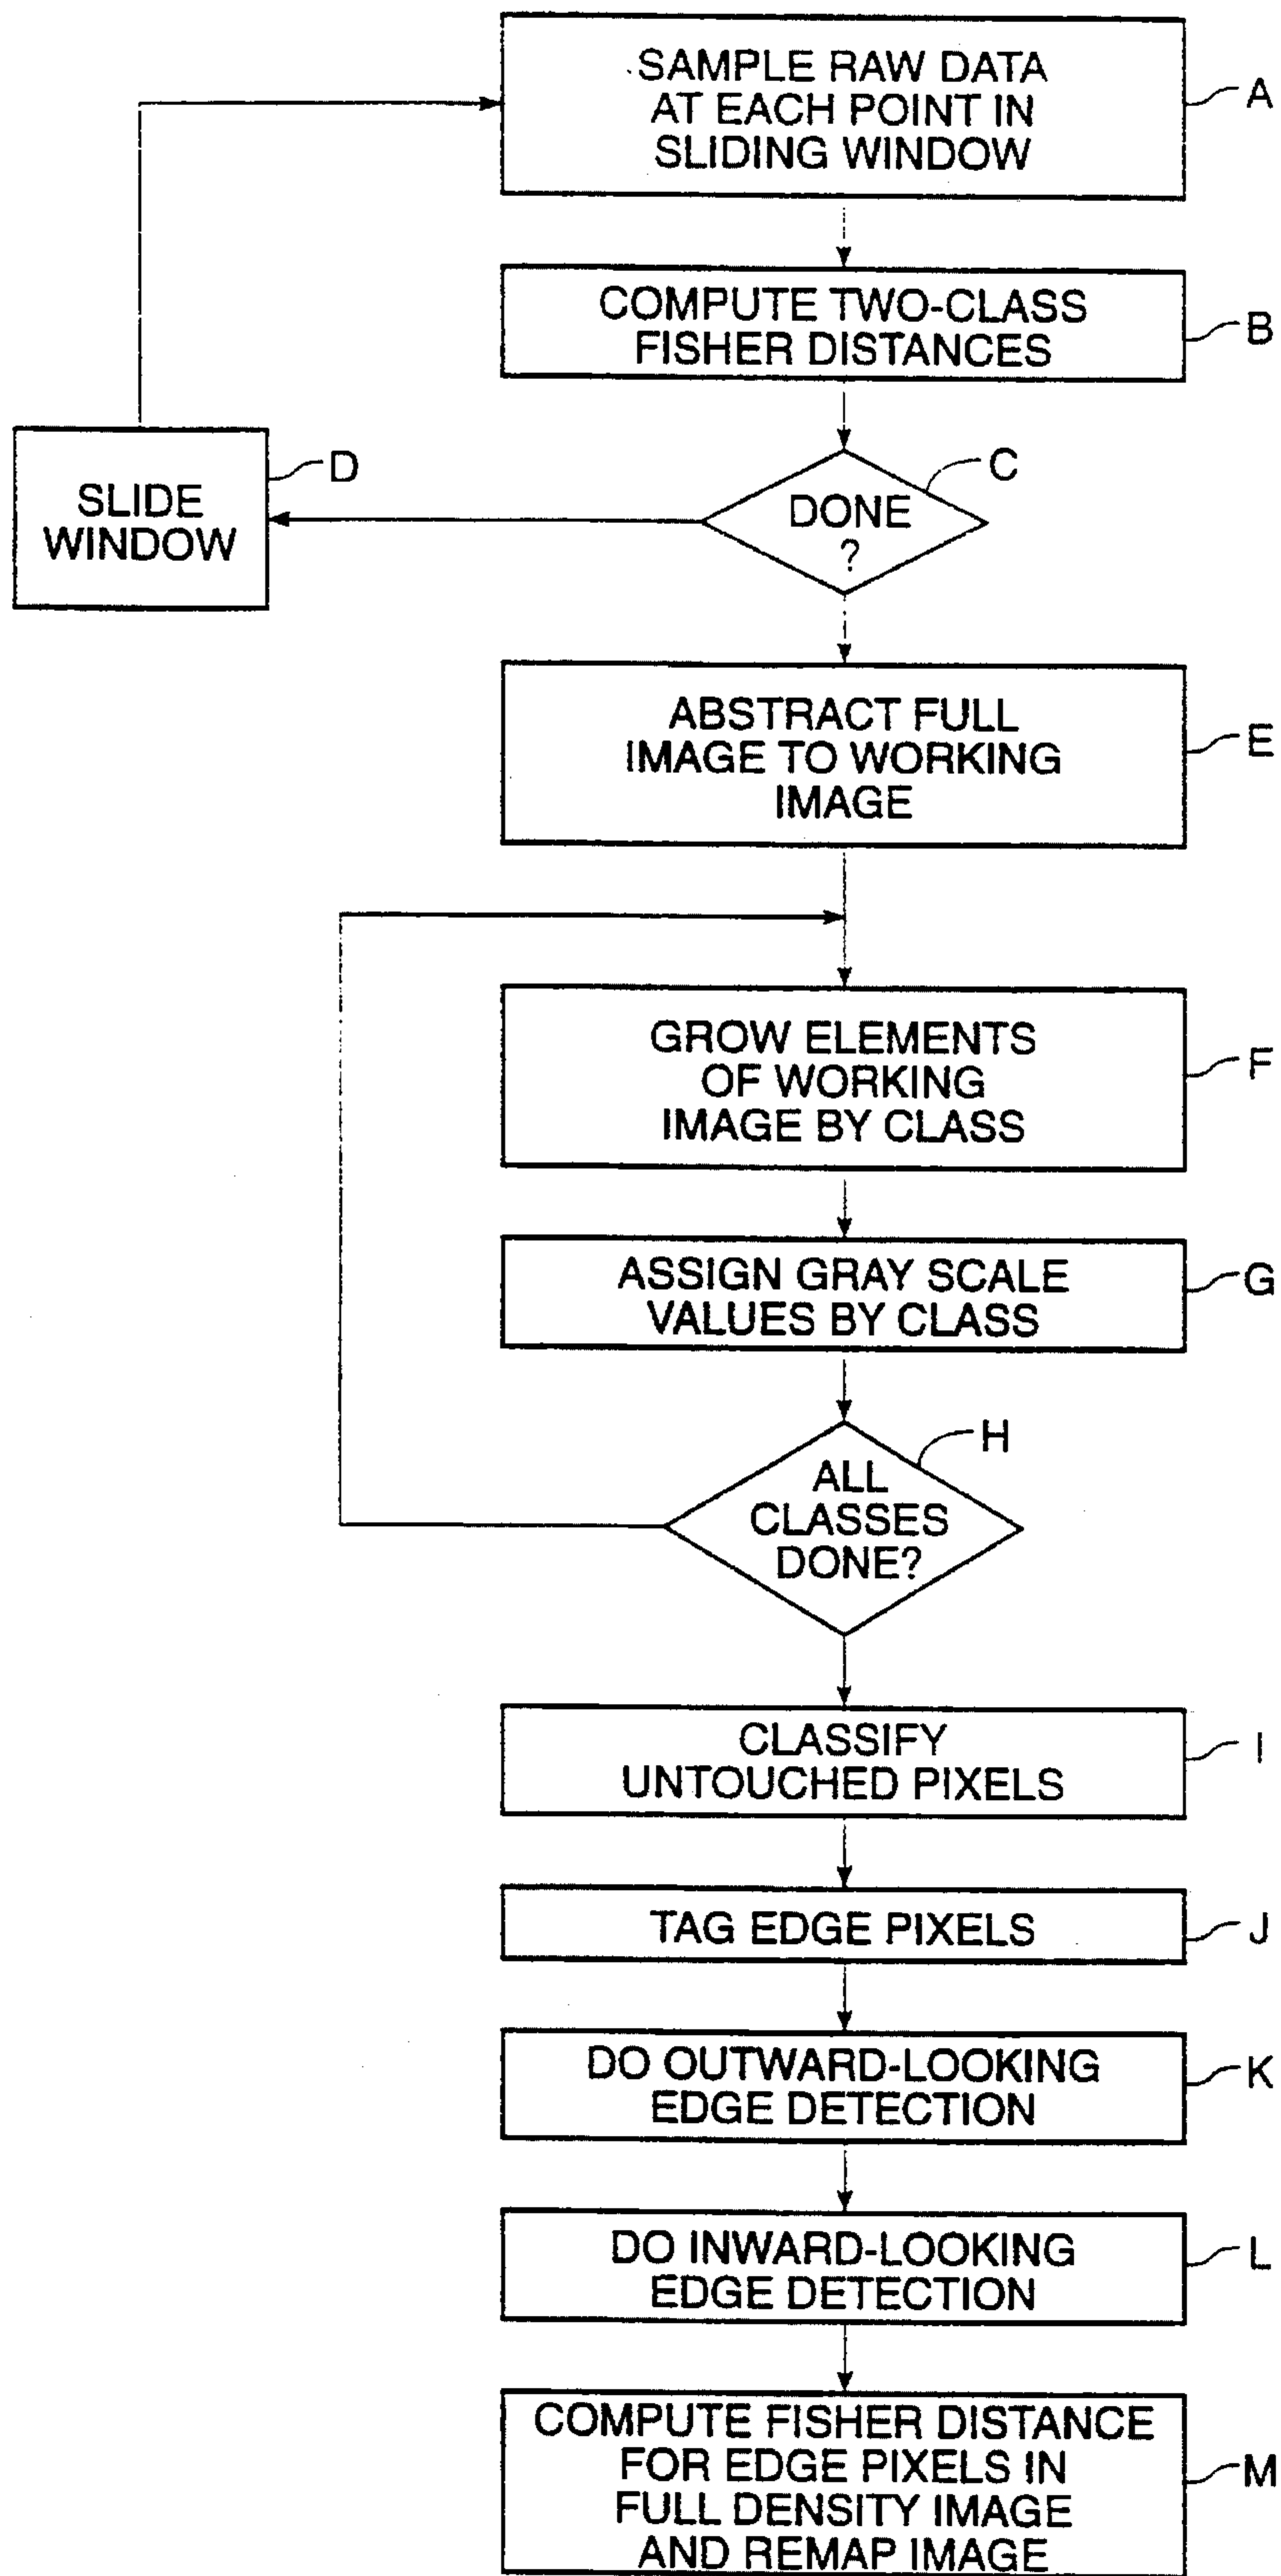 SAMPLE RAW DATA
AT EACH POINT IN
SLIDING WINDOW
A
COMPUTE TWO-CLASS
FISHER DISTANCES
B
DONE
?
C
SLIDE
WINDOW
D
ABSTRACT FULL
IMAGE TO WORKING
IMAGE
E
GROW ELEMENTS
OF WORKING
IMAGE BY CLASS
F
ASSIGN GRAY SCALE
VALUES BY CLASS
G
ALL
CLASSES
DONE?
H
CLASSIFY
UNTOUCHED PIXELS
I
TAG EDGE PIXELS
J
DO OUTWARD-LOOKING
EDGE DETECTION
K
DO INWARD-LOOKING
EDGE DETECTION
L
COMPUTE FISHER DISTANCE
FOR EDGE PIXELS IN
FULL DENSITY IMAGE
AND REMAP IMAGE
M